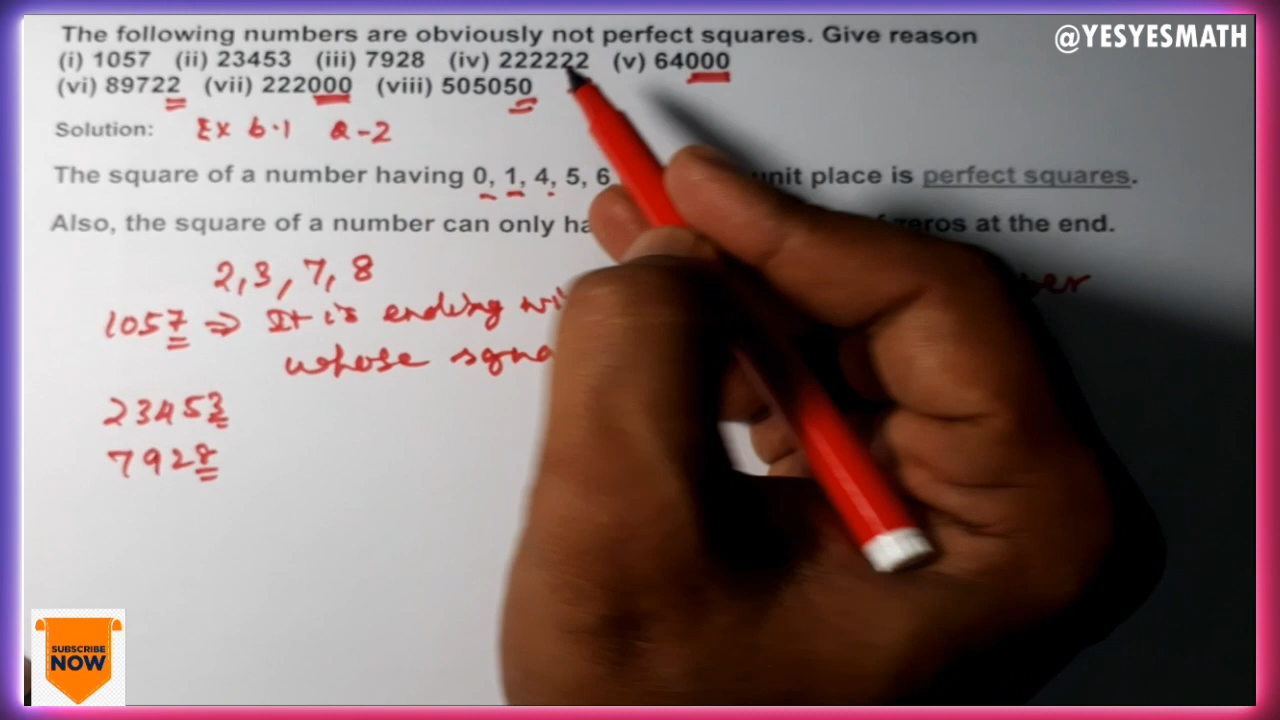 @YESYESMATH
The following numbers are obviously not perfect squares. Give reason
(i) 1057 (ii) 23453 (iii) 7928 (iv) 222222 (v) 64000
(vi) 89722 (vii) 222000 (viii) 505050
Solution: Ex 6.1 Q-2
The square of a number having 0, 1, 4, 5, 6 unit place is perfect squares.
Also, the square of a number can only zeros at the end.
2, 3, 7, 8
1057 ⇒ It is ending
whose
23453
7928
SUBSCRIBE
NOW